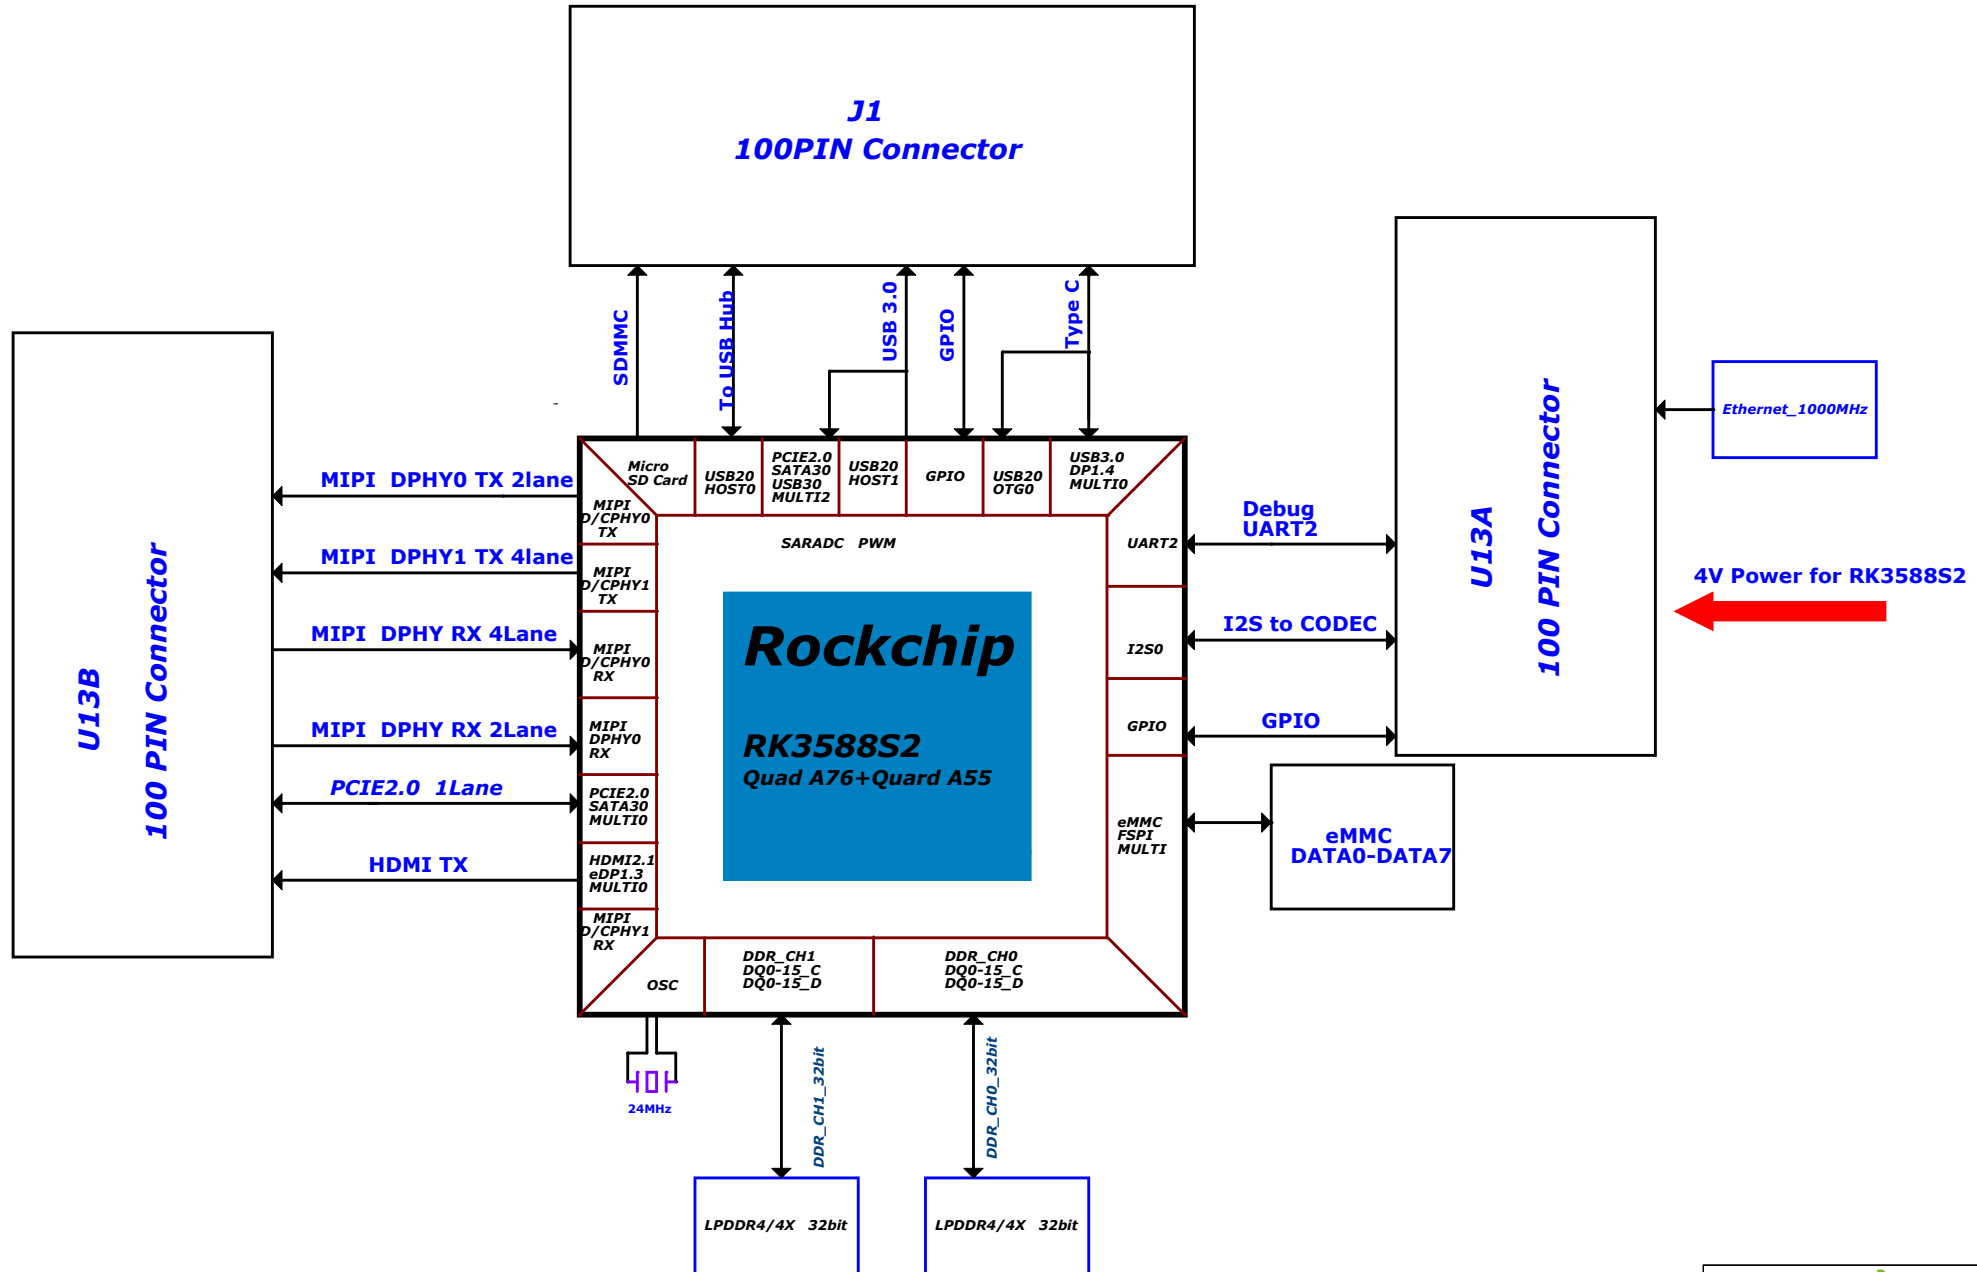 J1
100PIN Connector
SDMMC
To USB Hub
USB 3.0
GPIO
Type C
U13B
100 PIN Connector
MIPI  DPHY0 TX 2lane
MIPI  DPHY1 TX 4lane
MIPI  DPHY RX 4Lane
MIPI  DPHY RX 2Lane
PCIE2.0  1Lane
HDMI TX
Micro
SD Card
USB20
HOST0
PCIE2.0
SATA30
USB30
MULTI2
USB20
HOST1
GPIO
USB20
OTG0
USB3.0
DP1.4
MULTI0
MIPI
D/CPHY0
TX
MIPI
D/CPHY1
TX
MIPI
D/CPHY0
RX
MIPI
DPHY0
RX
PCIE2.0
SATA30
MULTI0
HDMI2.1
eDP1.3
MULTI0
MIPI
D/CPHY1
RX
SARADC   PWM
Rockchip
RK3588S2
Quad A76+Quard A55
UART2
I2S0
GPIO
eMMC
FSPI
MULTI
OSC
DDR_CH1
DQ0-15_C
DQ0-15_D
DDR_CH0
DQ0-15_C
DQ0-15_D
Debug
UART2
I2S to CODEC
GPIO
U13A
100 PIN Connector
Ethernet_1000MHz
4V Power for RK3588S2
eMMC
DATA0-DATA7
24MHz
DDR_CH1_32bit
DDR_CH0_32bit
LPDDR4/4X   32bit
LPDDR4/4X   32bit